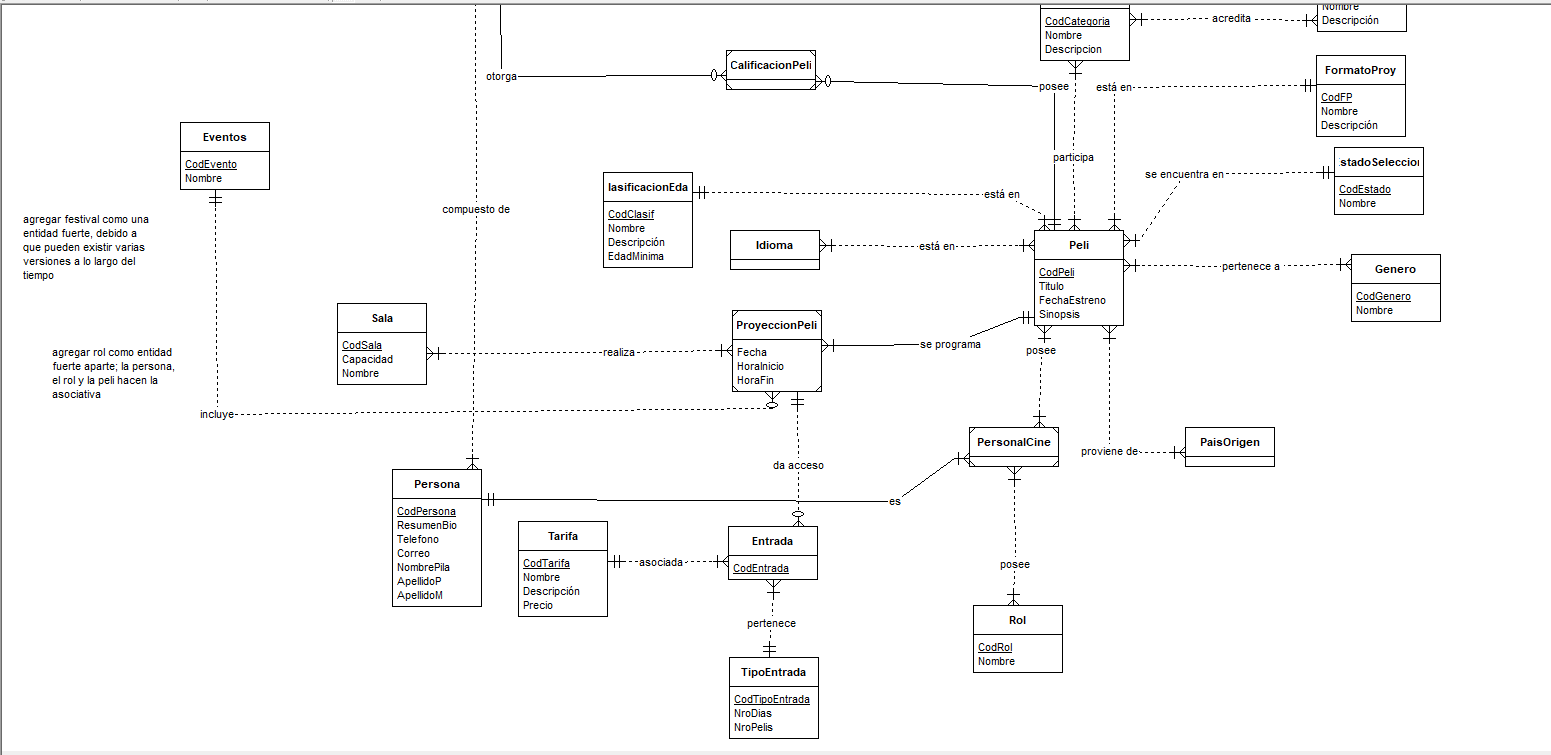 Nombre
Descripción
CodCategoria
Nombre
Descripcion
acredita
CalificacionPeli
otorga
posee
está en
FormatoProy
CodFP
Nombre
Descripción
Eventos
CodEvento
Nombre
participa
stadoSeleccion
CodEstado
Nombre
se encuentra en
lasificacionEda
CodClasif
Nombre
Descripción
EdadMinima
está en
agregar festival como una
entidad fuerte, debido a
que pueden existir varias
versiones a lo largo del
tiempo
compuesto de
Idioma
está en
Peli
CodPeli
Titulo
FechaEstreno
Sinopsis
pertenece a
Genero
CodGenero
Nombre
Sala
CodSala
Capacidad
Nombre
realiza
ProyeccionPeli
Fecha
HoraInicio
HoraFin
se programa
posee
agregar rol como entidad
fuerte aparte; la persona,
el rol y la peli hacen la
asociativa
incluye
PersonalCine
proviene de
PaisOrigen
da acceso
Persona
CodPersona
ResumenBio
Telefono
Correo
NombrePila
ApellidoP
ApellidoM
es
Tarifa
CodTarifa
Nombre
Descripción
Precio
asociada
Entrada
CodEntrada
posee
pertenece
Rol
CodRol
Nombre
TipoEntrada
CodTipoEntrada
NroDias
NroPelis